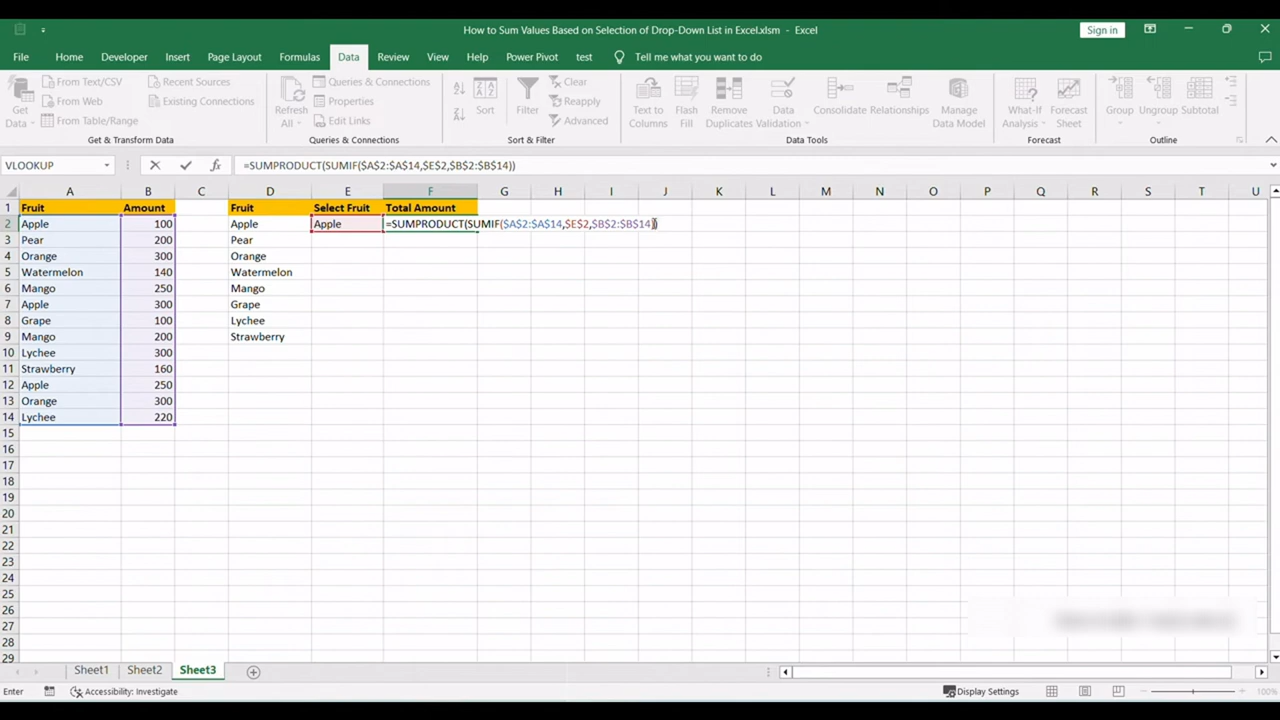 How to Sum Values Based on Selection of Drop-Down List in Excel.xlsm - Excel
Sign in
File Home Developer Insert Page Layout Formulas Data Review View Help Power Pivot test Tell me what you want to do
Get Data
From Text/CSV
From Web
From Table/Range
Recent Sources
Existing Connections
Get & Transform Data
Refresh All
Queries & Connections
Properties
Edit Links
Queries & Connections
Sort
Filter
Clear
Reapply
Advanced
Sort & Filter
Text to Columns
Flash Fill
Remove Duplicates
Data Validation
Consolidate
Relationships
Manage Data Model
Data Tools
What-If Analysis
Forecast Sheet
Forecast
Group
Ungroup
Subtotal
Outline
VLOOKUP fx =SUMPRODUCT(SUMIF($A$2:$A$14,$E$2,$B$2:$B$14))
A B C D E F G H I J K L M N O P Q R S T U
1 Fruit Amount Fruit Select Fruit Total Amount
2 Apple 100 Apple Apple =SUMPRODUCT(SUMIF($A$2:$A$14,$E$2,$B$2:$B$14))
3 Pear 200 Pear
4 Orange 300 Orange
5 Watermelon 140 Watermelon
6 Mango 250 Mango
7 Apple 300 Grape
8 Grape 100 Lychee
9 Mango 200 Strawberry
10 Lychee 300
11 Strawberry 160
12 Apple 250
13 Orange 300
14 Lychee 220
15
16
17
18
19
20
21
22
23
24
25
26
27
28
29
Sheet1 Sheet2 Sheet3
Enter Accessibility: Investigate Display Settings 100%